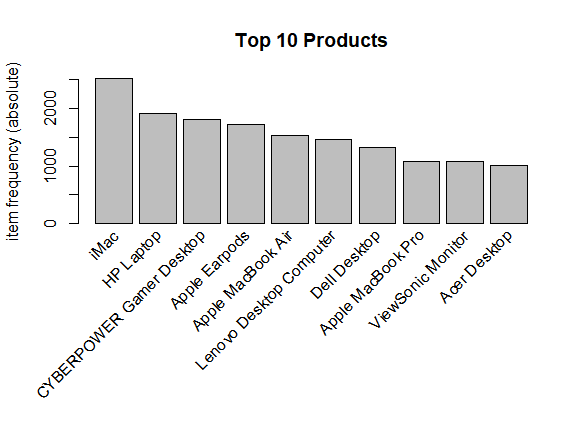 Top 10 Products
item frequency (absolute)
2000
1000
0
iMac
HP Laptop
CYBERPOWER Gamer Desktop
Apple Earpods
Apple MacBook Air
Lenovo Desktop Computer
Dell Desktop
Apple MacBook Pro
ViewSonic Monitor
Acer Desktop